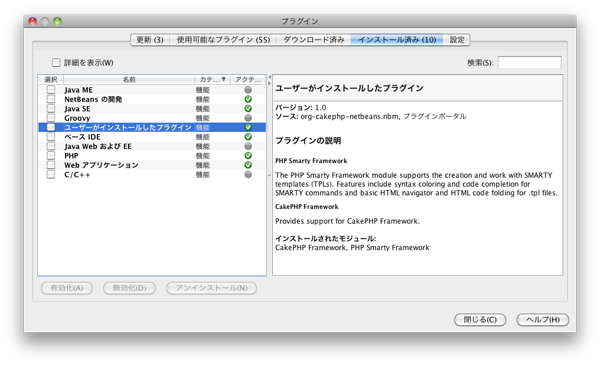 プラグイン
更新 (3) 使用可能なプラグイン (55) ダウンロード済み インストール済み (10) 設定
詳細を表示(W) 検索(S):
選択 名前 カテ... ▼ アクテ...
Java ME 機能
NetBeans の開発 機能
Java SE 機能
Groovy 機能
ユーザーがインストールしたプラグイン 機能
ベース IDE 機能
Java Web および EE 機能
PHP 機能
Web アプリケーション 機能
C/C++ 機能
ユーザーがインストールしたプラグイン
バージョン: 1.0
ソース: org-cakephp-netbeans.nbm, プラグインポータル
プラグインの説明
PHP Smarty Framework
The PHP Smarty Framework module supports the creation and work with SMARTY
templates (TPLs). Features include syntax coloring and code completion for
SMARTY commands and basic HTML navigator and HTML code folding for .tpl files.
CakePHP Framework
Provides support for CakePHP Framework.
インストールされたモジュール:
CakePHP Framework, PHP Smarty Framework
有効化(A) 無効化(D) アンインストール(N)
閉じる(C) ヘルプ(H)